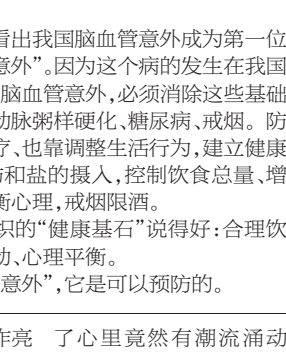 看出我国脑血管意外成为第一位
意外”。因为这个病的发生在我国
脑血管意外,必须消除这些基础
动脉粥样硬化、糖尿病、戒烟。防
疗、也靠调整生活行为,建立健康
和盐的摄入,控制饮食总量、增
衡心理,戒烟限酒。
织的“健康基石”说得好:合理饮
动、心理平衡。
意外”,它是可以预防的。
了心里竟然有潮流涌动